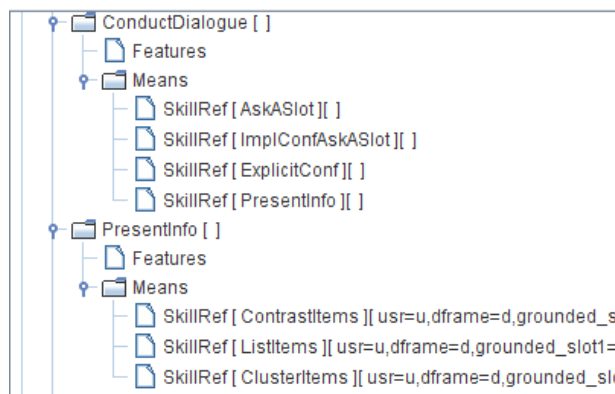 ConductDialogue [ ]
Features
Means
SkillRef [ AskASlot ][ ]
SkillRef [ ImplConfAskASlot ][ ]
SkillRef [ ExplicitConf ][ ]
SkillRef [ PresentInfo ][ ]
PresentInfo [ ]
Features
Means
SkillRef [ ContrastItems ][ usr=u,dframe=d,grounded_s
SkillRef [ ListItems ][ usr=u,dframe=d,grounded_slot1=
SkillRef [ ClusterItems ][ usr=u,dframe=d,grounded_slo